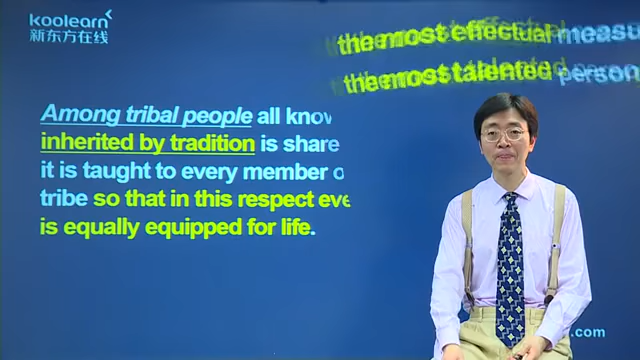 koolearn
新东方在线
the most effectual measu
the most talented person
Among tribal people all know
inherited by tradition is share
it is taught to every member o
tribe so that in this respect eve
is equally equipped for life.
.com